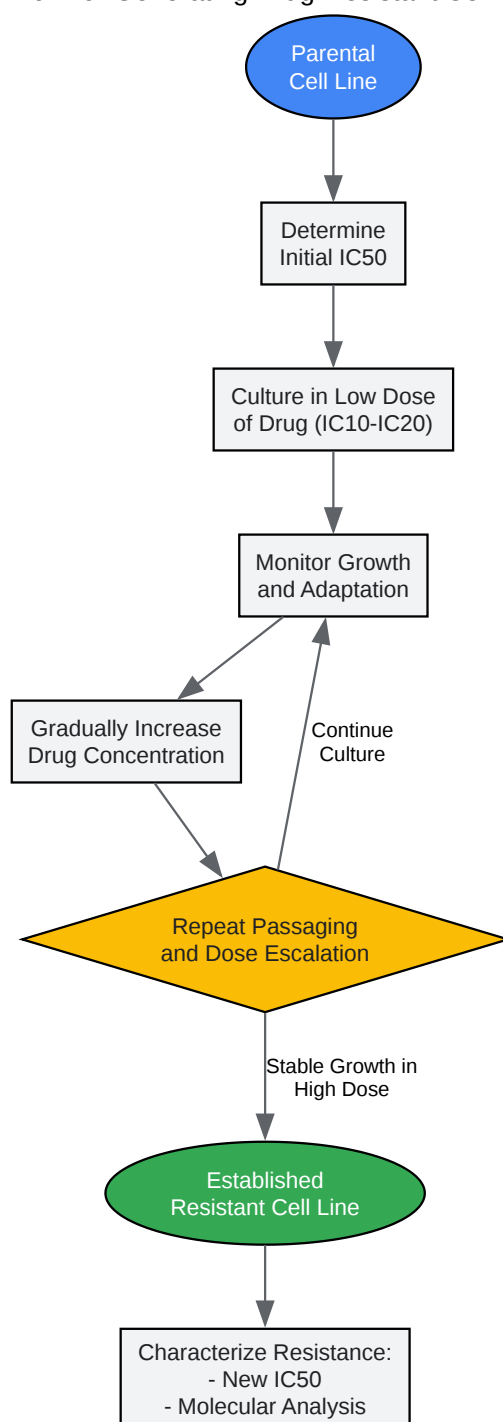 Parental
Cell Line
Determine
Initial IC50
Culture in Low Dose
of Drug (IC10-IC20)
Monitor Growth
and Adaptation
Gradually Increase
Drug Concentration
Continue
Culture
Repeat Passaging
and Dose Escalation
Stable Growth in
High Dose
Established
Resistant Cell Line
Characterize Resistance:
- New IC50
- Molecular Analysis